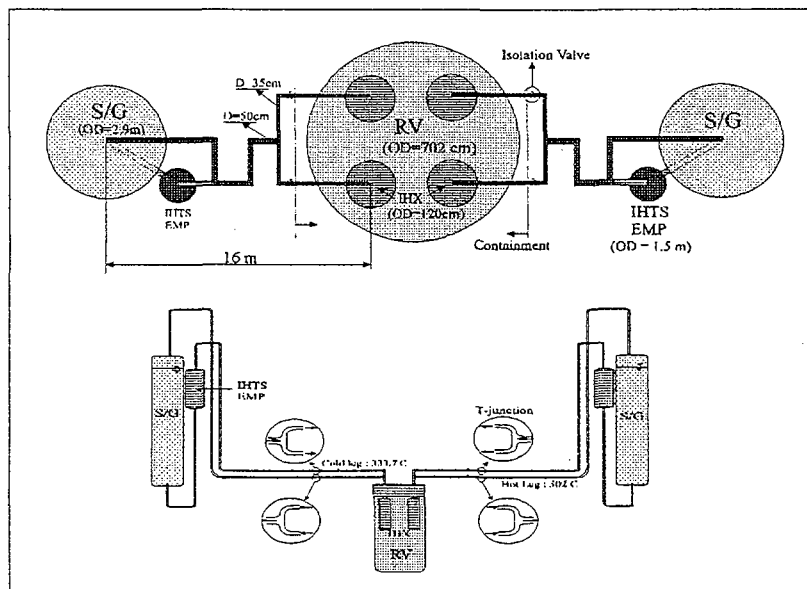 Isolation Valve
D=35cm
D=50cm
S/G
(OD=2.9m)
RV
(OD=702 cm)
S/G
IHTS
EMP
IHX
(OD=120cm)
Containment
IHTS
EMP
(OD = 1.5 m)
16 m
IHTS
EMP
S/G
T-junction
S/G
Cold leg : 333.7 C
Hot Leg : 502 C
IHX
RV